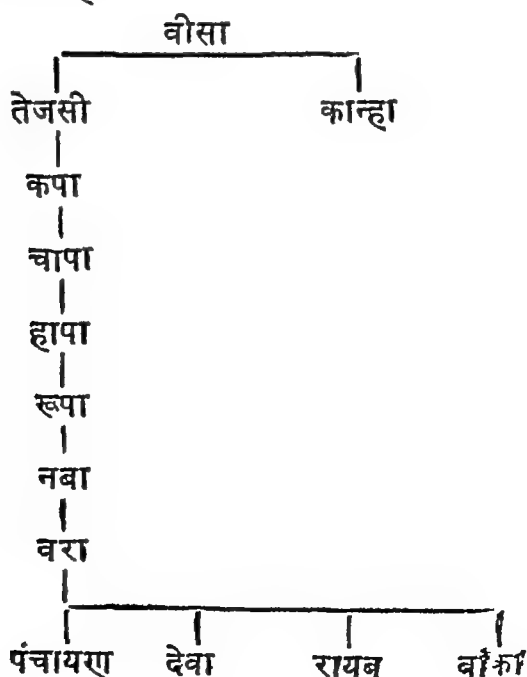 वीसा
तेजसी कान्हा
कपा
चापा
हापा
रूपा
नबा
वरा
पंचायण देवा रायब वांका